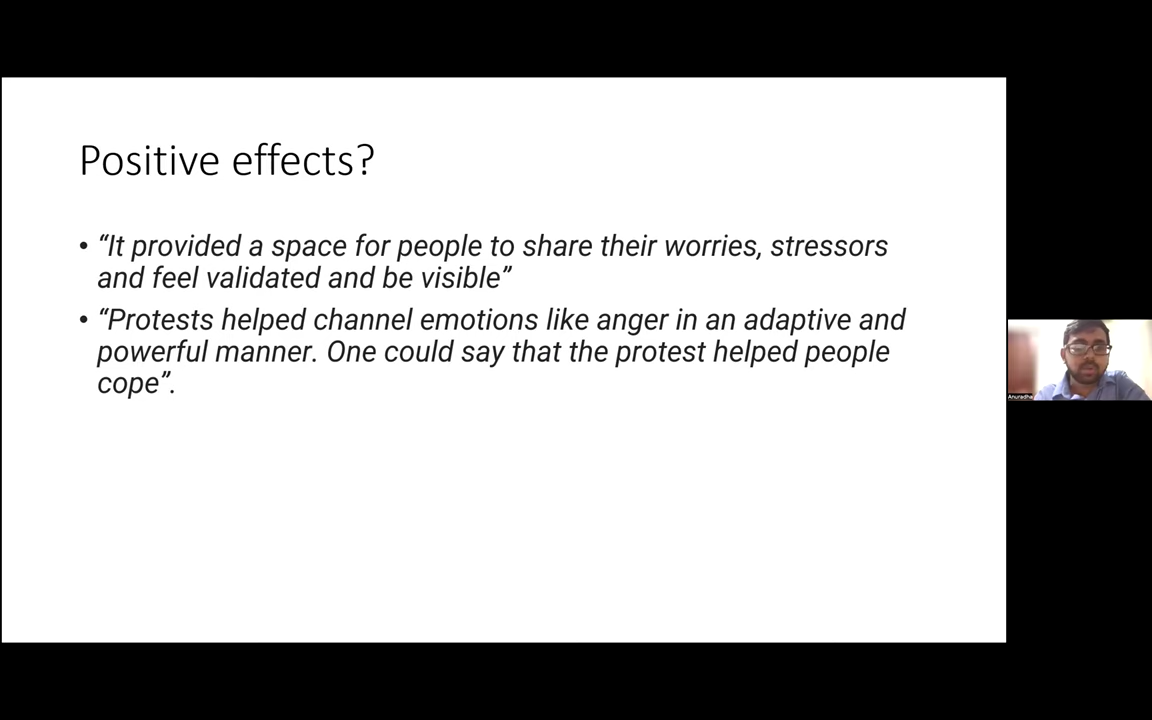 Positive effects?
• “It provided a space for people to share their worries, stressors
and feel validated and be visible”
• “Protests helped channel emotions like anger in an adaptive and
powerful manner. One could say that the protest helped people
cope”.
Anuradha